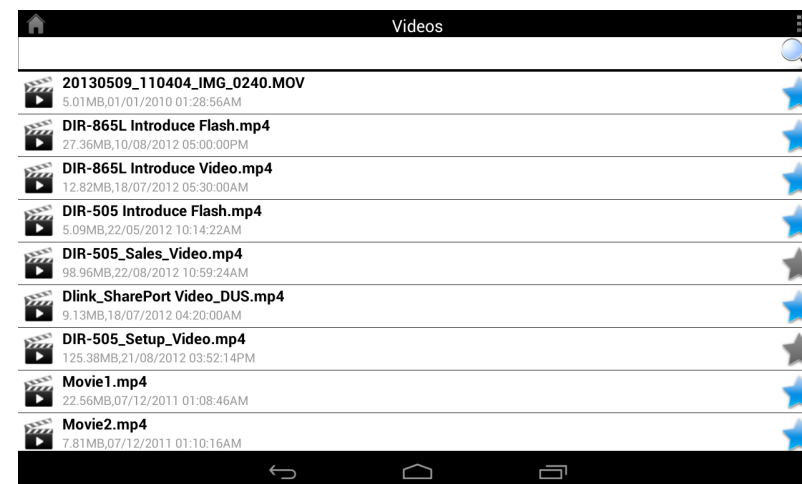 Videos
20130509_110404_IMG_0240.MOV
5.01MB,01/01/2010 01:28:56AM
DIR-865L Introduce Flash.mp4
27.36MB,10/08/2012 05:00:00PM
DIR-865L Introduce Video.mp4
12.82MB,18/07/2012 05:30:00AM
DIR-505 Introduce Flash.mp4
5.09MB,22/05/2012 10:14:22AM
DIR-505_Sales_Video.mp4
98.96MB,22/08/2012 10:59:24AM
Dlink_SharePort Video_DUS.mp4
9.13MB,18/07/2012 04:20:00AM
DIR-505_Setup_Video.mp4
125.38MB,21/08/2012 03:52:14PM
Movie1.mp4
22.56MB,07/12/2011 01:08:46AM
Movie2.mp4
7.81MB,07/12/2011 01:10:16AM